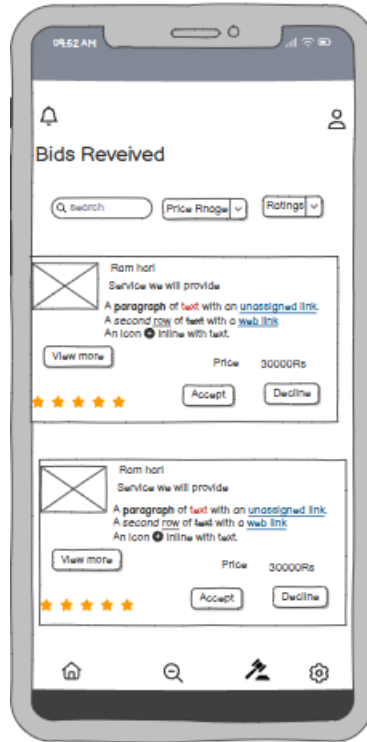 09:52 AM
Bids Reveived
search
Price Rnage
Ratings
Ram hari
Service we will provide
A paragraph of text with an unassigned link.
A second row of text with a web link
An icon inline with text.
View more
Price 30000Rs
Accept
Decline
Ram hari
Service we will provide
A paragraph of text with an unassigned link.
A second row of text with a web link
An icon inline with text.
View more
Price 30000Rs
Accept
Decline